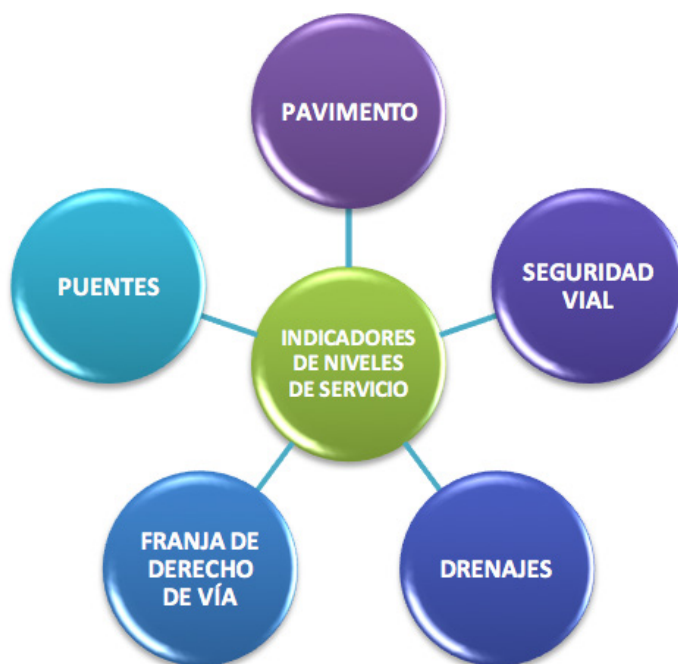 PAVIMENTO
PUENTES
SEGURIDAD
VIAL
INDICADORES
DE NIVELES
DE SERVICIO
FRANJA DE
DERECHO
DE VÍA
DRENAJES